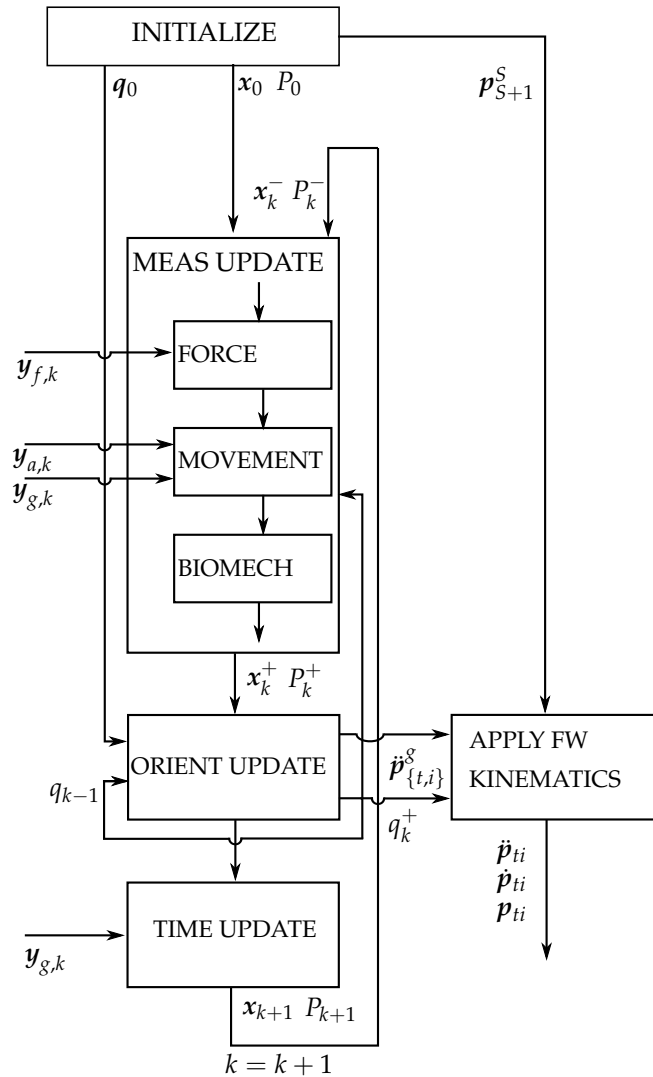 INITIALIZE
𝒒₀
𝒙₀ P₀
𝒑^S_{S+1}
𝒙_k^− P_k^−
MEAS UPDATE
FORCE
𝒚_{f,k}
MOVEMENT
𝒚_{a,k}
𝒚_{g,k}
BIOMECH
𝒙_k^+ P_k^+
ORIENT UPDATE
q_{k−1}
𝒑̈^g_{{t,i}}
q_k^+
APPLY FW
KINEMATICS
𝒑̈_{ti}
𝒑̇_{ti}
𝒑_{ti}
TIME UPDATE
𝒚_{g,k}
𝒙_{k+1} P_{k+1}
k = k + 1